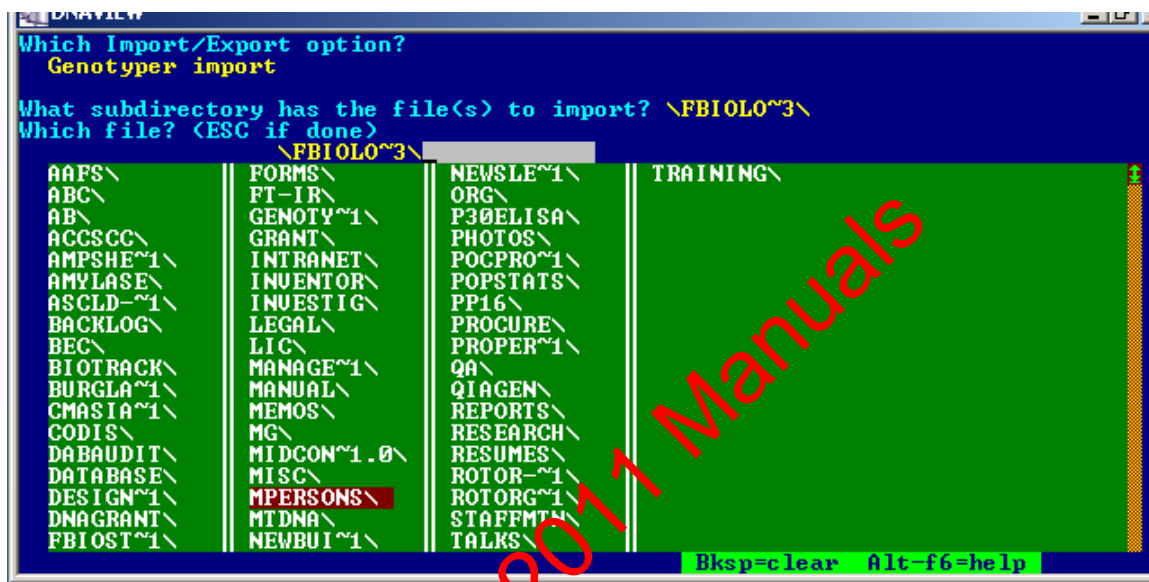 DNAVIEW
Which Import/Export option?
Genotyper import
What subdirectory has the file(s) to import? \FBIOLO~3\
Which file? (ESC if done)
\FBIOLO~3\
AAFS\ FORMS\ NEWSLE~1\ TRAINING\
ABC\ FT-IR\ ORG\
AB\ GENOTY~1\ P30ELISA\
ACCSCC\ GRANT\ PHOTOS\
AMPSHE~1\ INTRANET\ POCPRO~1\
AMYLASE\ INVENTOR\ POPSTATS\
ASCLD-~1\ INVESTIG\ PP16\
BACKLOG\ LEGAL\ PROCURE\
BEC\ LIC\ PROPER~1\
BIOTRACK\ MANAGE~1\ QA\
BURGLA~1\ MANUAL\ QIAGEN\
CMASIA~1\ MEMOS\ REPORTS\
CODIS\ MG\ RESEARCH\
DABAUDIT\ MIDCON~1.0\ RESUMES\
DATABASE\ MISC\ ROTOR-~1\
DESIGN~1\ MPERSONS\ ROTORG~1\
DNAGRANT\ MTDNA\ STAFFMTN\
FBIOST~1\ NEWBUI~1\ TALKS\
Bksp=clear Alt-f6=help
2011 Manuals